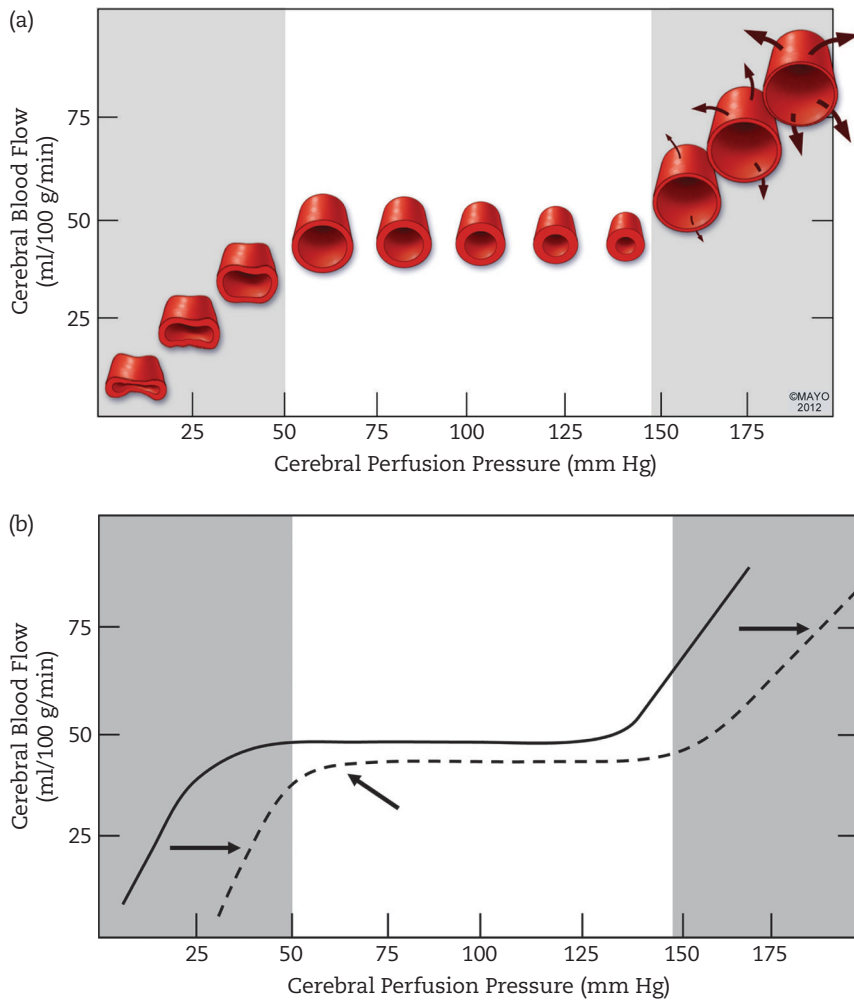 (a)
Cerebral Blood Flow
(ml/100 g/min)
75
50
25
©MAYO
2012
25 50 75 100 125 150 175
Cerebral Perfusion Pressure (mm Hg)
(b)
Cerebral Blood Flow
(ml/100 g/min)
75
50
25
25 50 75 100 125 150 175
Cerebral Perfusion Pressure (mm Hg)